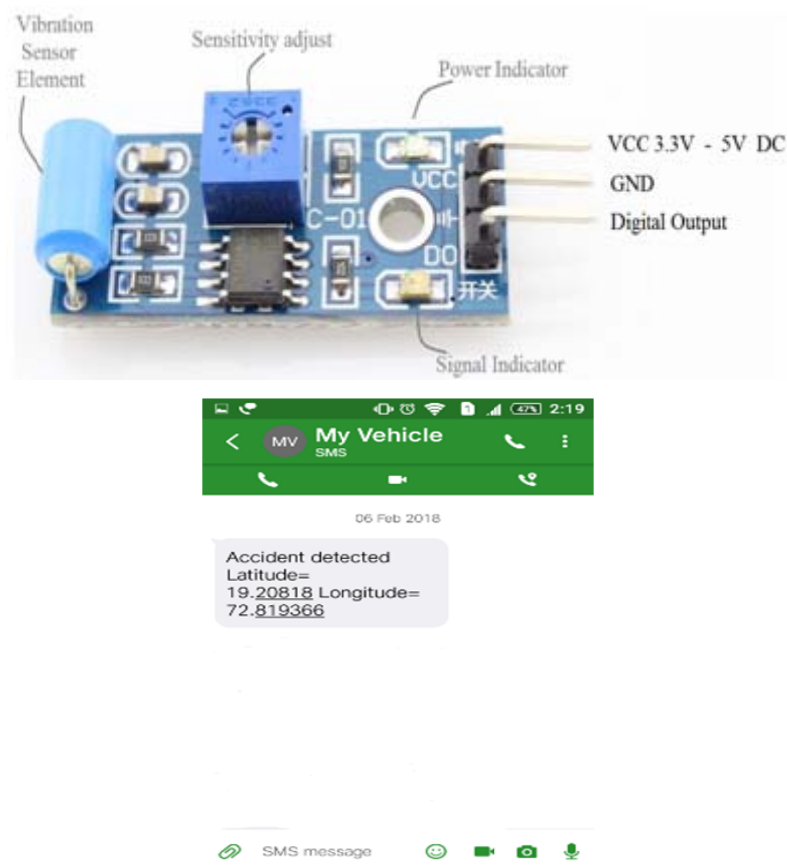 Vibration
Sensor
Element
Sensitivity adjust
Power Indicator
VCC 3.3V - 5V DC
GND
Digital Output
VCC
C-01
DO
开关
Signal Indicator
47% 2:19
MV My Vehicle
SMS
06 Feb 2018
Accident detected
Latitude=
19.20818 Longitude=
72.819366
SMS message